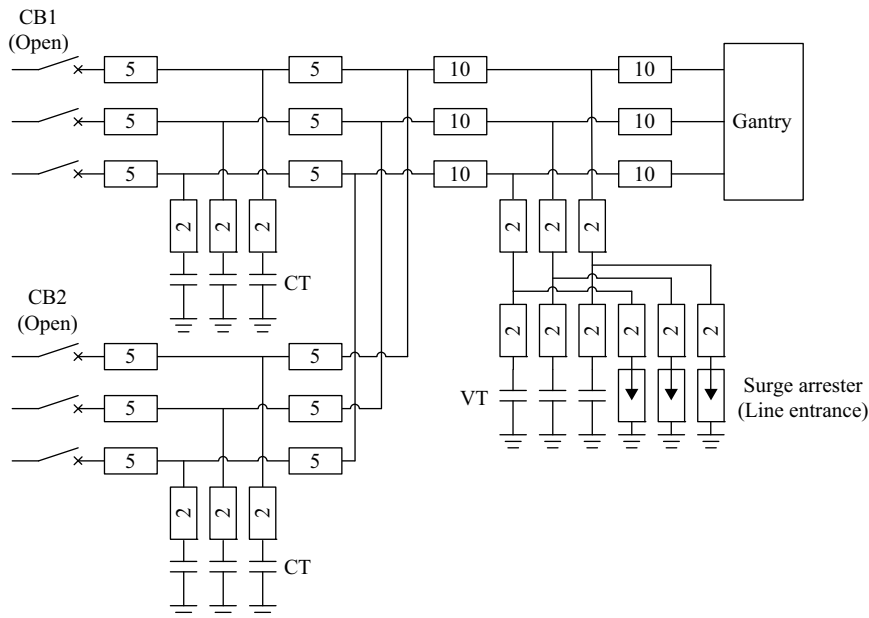 CB1
(Open)
5 5 10 10
5 5 10 10
Gantry
5 5 10 10
2 2 2
2 2 2
CT
CB2
(Open)
2 2 2 2 2 2
5 5
VT
Surge arrester
(Line entrance)
5 5
5 5
2 2 2
CT